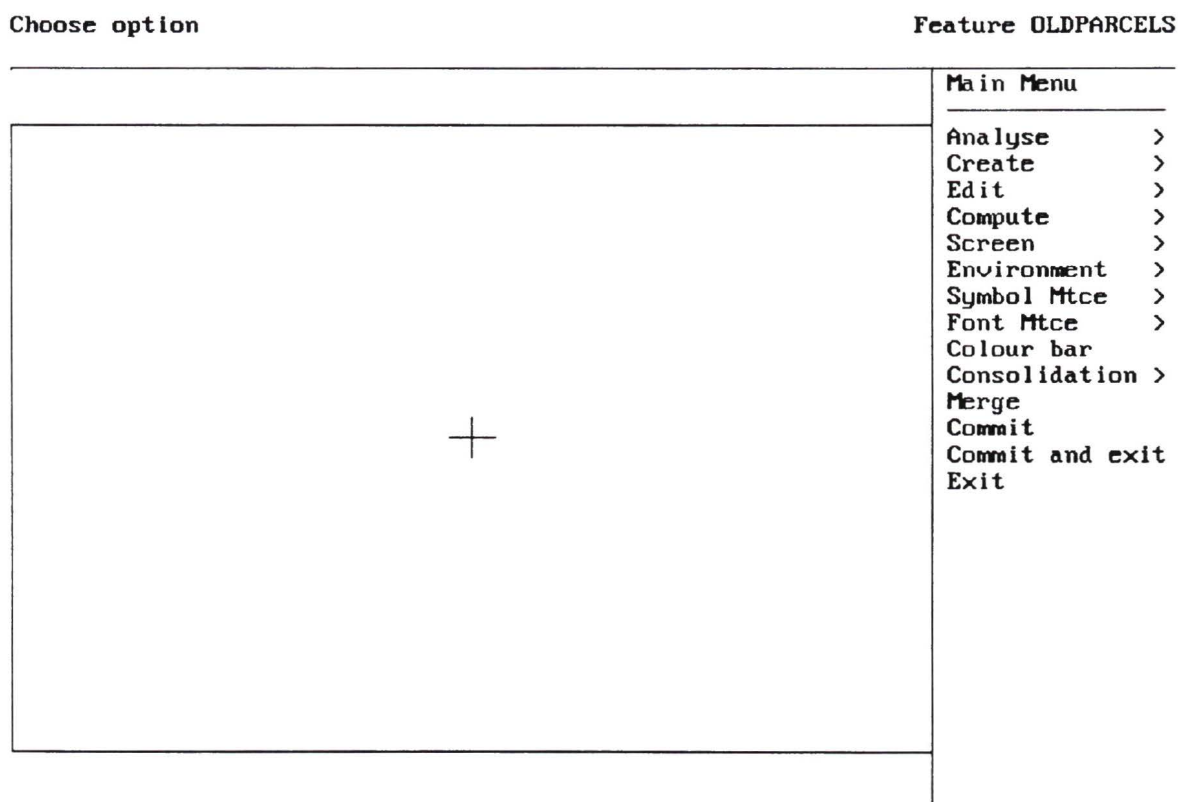 Choose option Feature OLDPARCELS
Main Menu
Analyse >
Create >
Edit >
Compute >
Screen >
Environment >
Symbol Mtce >
Font Mtce >
Colour bar
Consolidation >
Merge
Commit
Commit and exit
Exit